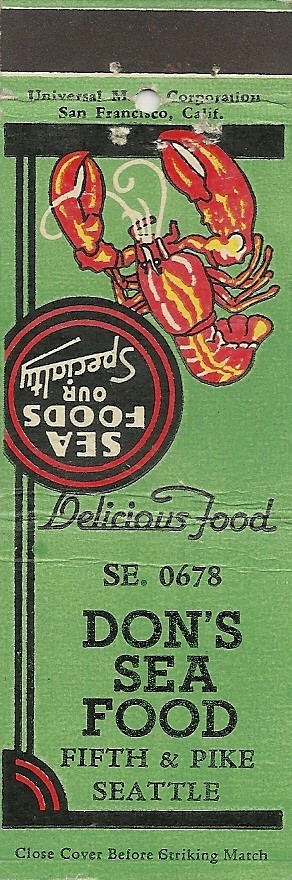 Universal M Corporation
San Francisco, Calif.
SEA
FOODS
OUR
Specialty
Delicious Food
SE. 0678
DON'S
SEA
FOOD
FIFTH & PIKE
SEATTLE
Close Cover Before Striking Match